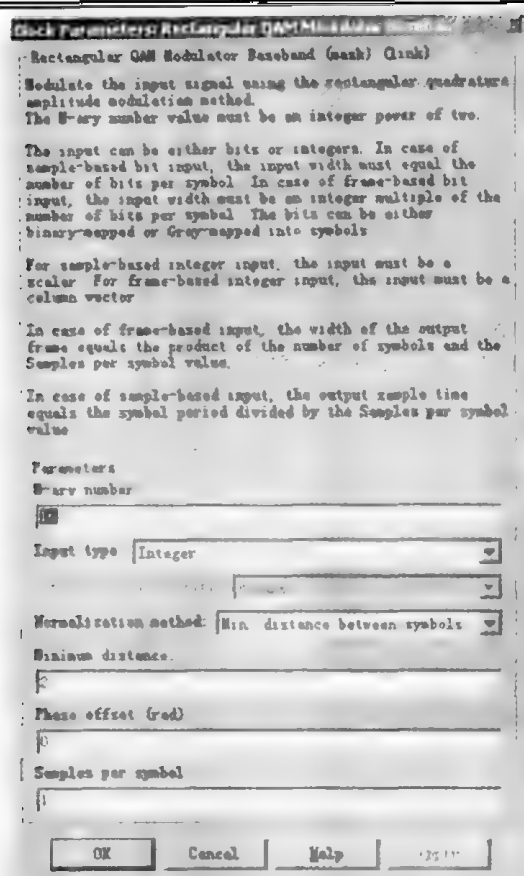 Block Parameters: Rectangular QAM Modulator Baseband
Rectangular QAM Modulator Baseband (mask) (link)
Modulate the input signal using the rectangular quadrature
amplitude modulation method.
The M-ary number value must be an integer power of two.
The input can be either bits or integers. In case of
sample-based bit input, the input width must equal the
number of bits per symbol In case of frame-based bit
input, the input width must be an integer multiple of the
number of bits per symbol The bits can be either
binary-mapped or Gray-mapped into symbols
For sample-based integer input, the input must be a
scalar For frame-based integer input, the input must be a
column vector
In case of frame-based input, the width of the output
frame equals the product of the number of symbols and the
Samples per symbol value.
In case of sample-based input, the output sample time
equals the symbol period divided by the Samples per symbol
value
Parameters
M-ary number
Input type Integer
Normalization method: Min. distance between symbols
Minimum distance.
2
Phase offset (rad)
0
Samples per symbol
1
OK Cancel Help